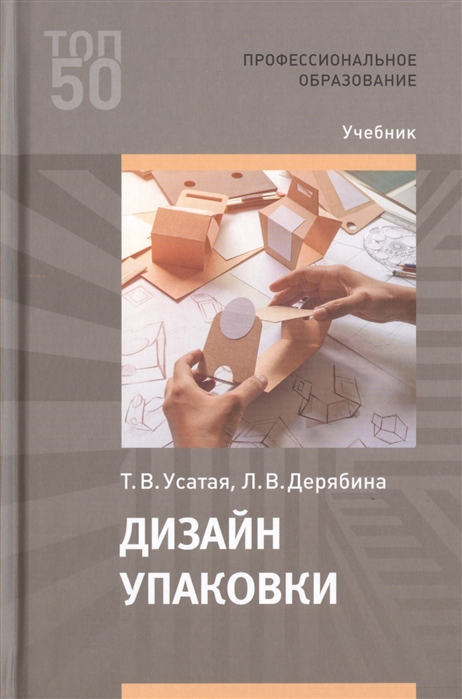 ТОП
50
ПРОФЕССИОНАЛЬНОЕ
ОБРАЗОВАНИЕ
Учебник
Т. В. Усатая, Л. В. Дерябина
ДИЗАЙН
УПАКОВКИ